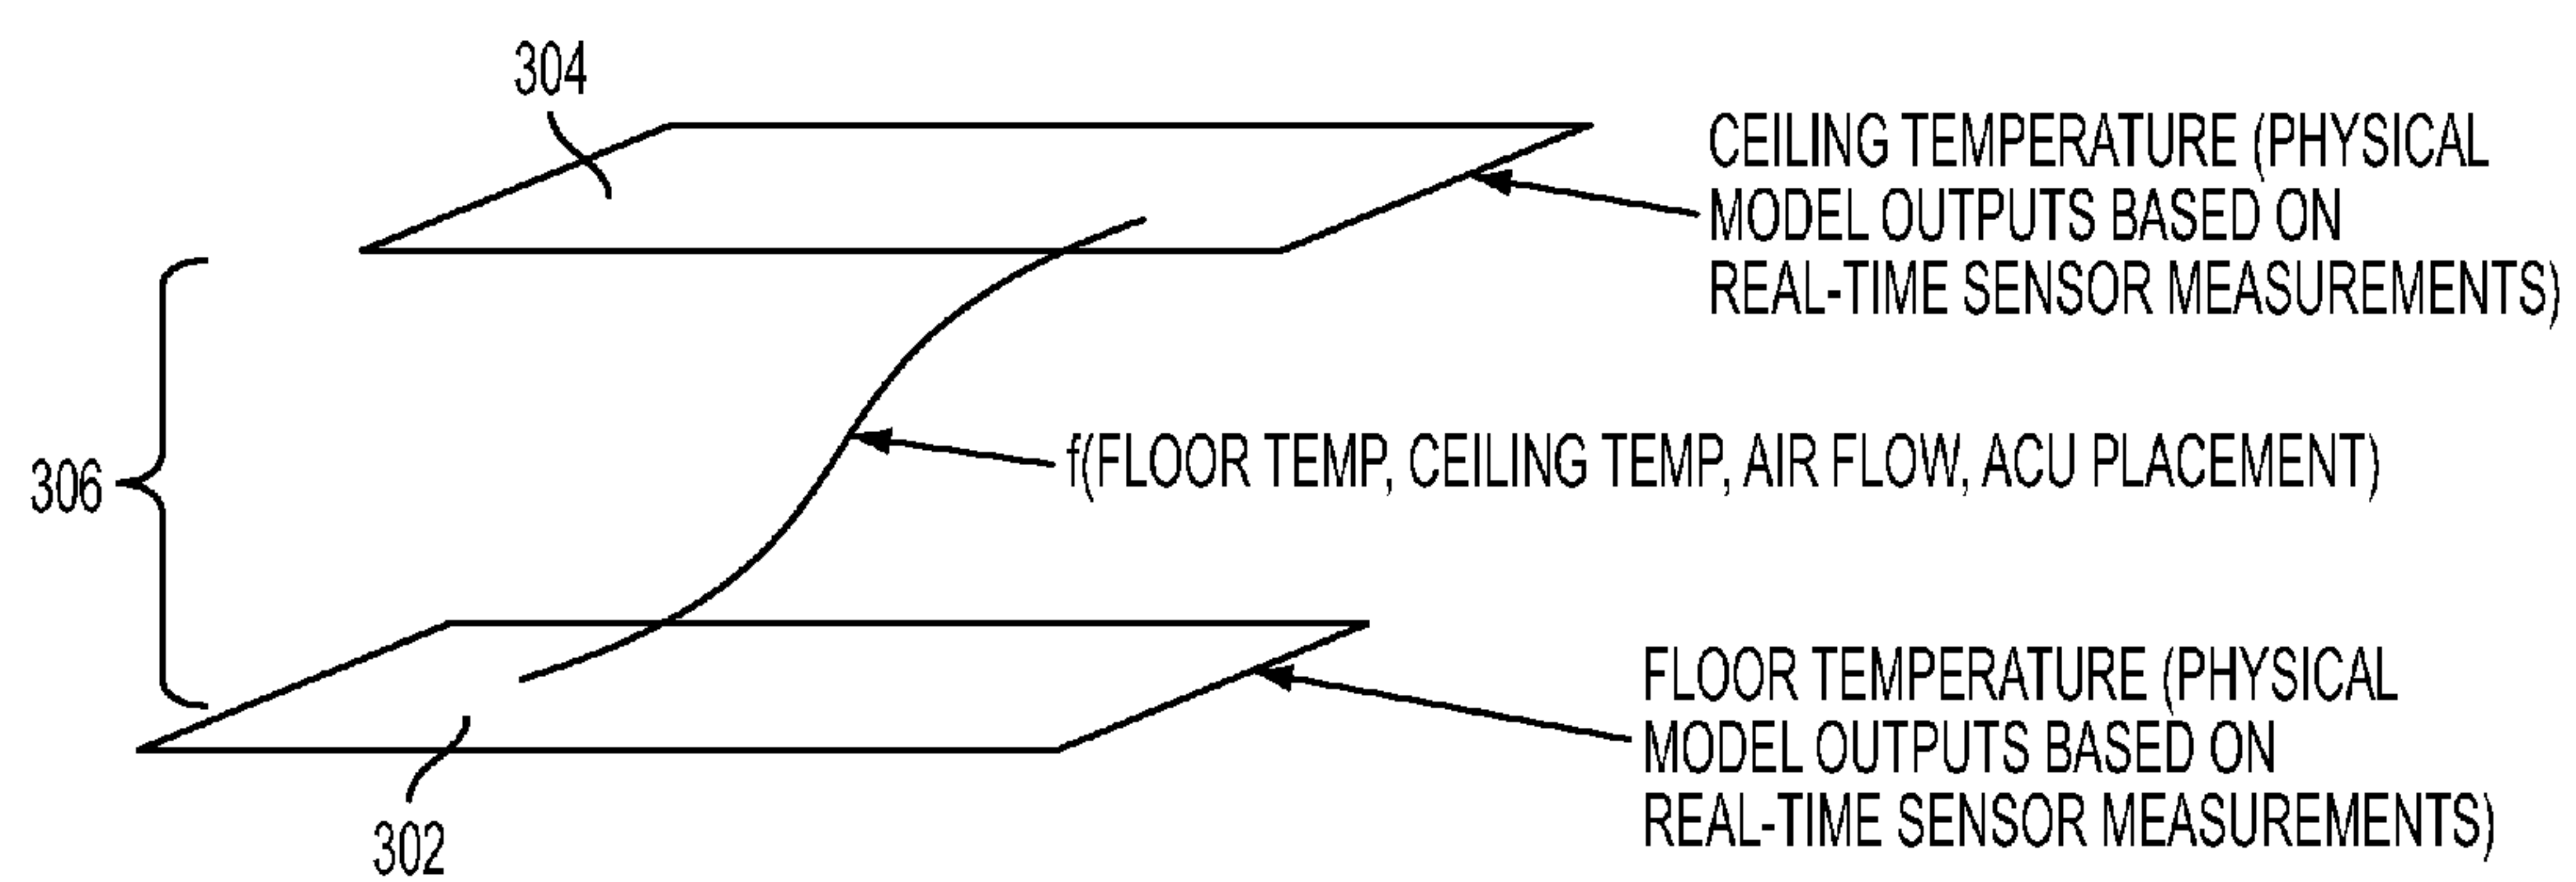 304
CEILING TEMPERATURE (PHYSICAL
MODEL OUTPUTS BASED ON
REAL-TIME SENSOR MEASUREMENTS)
306
f(FLOOR TEMP, CEILING TEMP, AIR FLOW, ACU PLACEMENT)
FLOOR TEMPERATURE (PHYSICAL
MODEL OUTPUTS BASED ON
REAL-TIME SENSOR MEASUREMENTS)
302